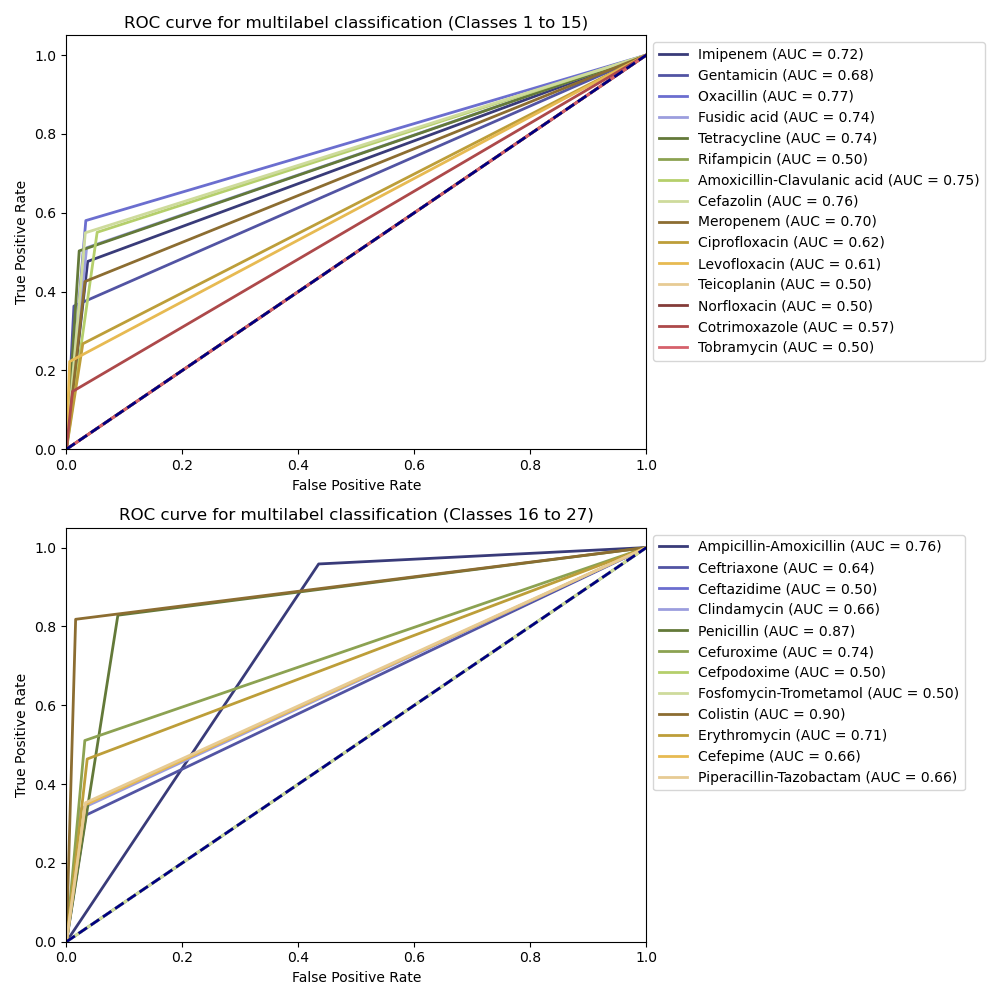 ROC curve for multilabel classification (Classes 1 to 15)
True Positive Rate
1.0
0.8
0.6
0.4
0.2
0.0
0.0 0.2 0.4 0.6 0.8 1.0
False Positive Rate
Imipenem (AUC = 0.72)
Gentamicin (AUC = 0.68)
Oxacillin (AUC = 0.77)
Fusidic acid (AUC = 0.74)
Tetracycline (AUC = 0.74)
Rifampicin (AUC = 0.50)
Amoxicillin-Clavulanic acid (AUC = 0.75)
Cefazolin (AUC = 0.76)
Meropenem (AUC = 0.70)
Ciprofloxacin (AUC = 0.62)
Levofloxacin (AUC = 0.61)
Teicoplanin (AUC = 0.50)
Norfloxacin (AUC = 0.50)
Cotrimoxazole (AUC = 0.57)
Tobramycin (AUC = 0.50)
ROC curve for multilabel classification (Classes 16 to 27)
True Positive Rate
1.0
0.8
0.6
0.4
0.2
0.0
0.0 0.2 0.4 0.6 0.8 1.0
False Positive Rate
Ampicillin-Amoxicillin (AUC = 0.76)
Ceftriaxone (AUC = 0.64)
Ceftazidime (AUC = 0.50)
Clindamycin (AUC = 0.66)
Penicillin (AUC = 0.87)
Cefuroxime (AUC = 0.74)
Cefpodoxime (AUC = 0.50)
Fosfomycin-Trometamol (AUC = 0.50)
Colistin (AUC = 0.90)
Erythromycin (AUC = 0.71)
Cefepime (AUC = 0.66)
Piperacillin-Tazobactam (AUC = 0.66)